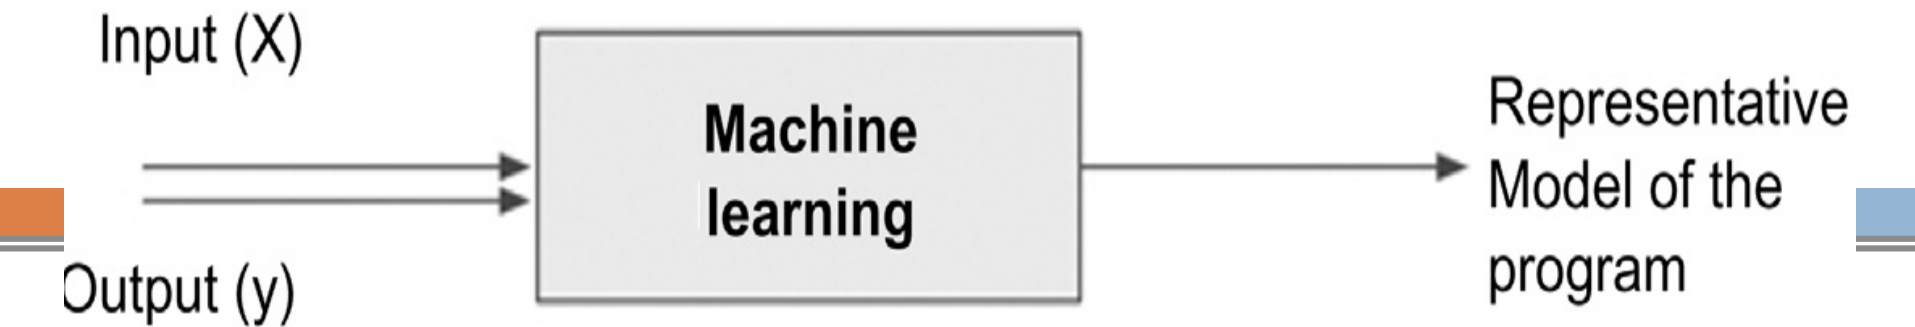 Input (X)
Output (y)
Machine
learning
Representative
Model of the
program